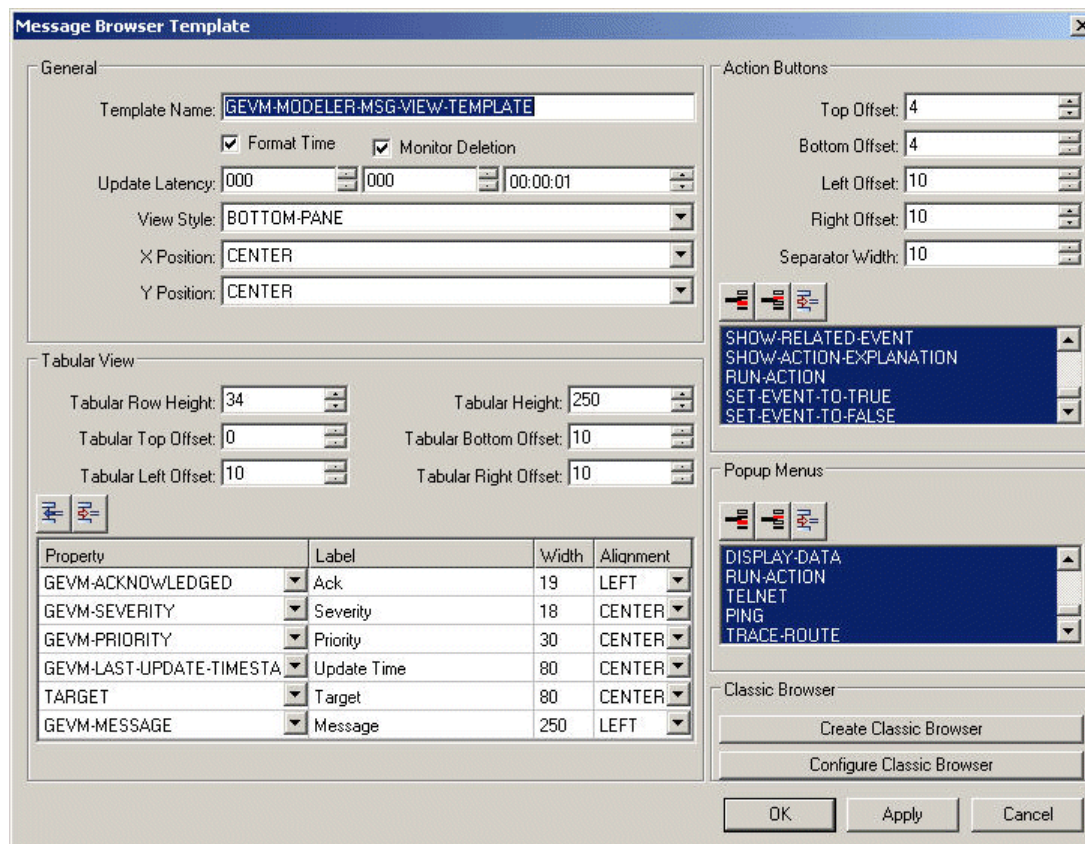 Message Browser Template
General
Template Name: GEVM-MODELER-MSG-VIEW-TEMPLATE
Format Time Monitor Deletion
Update Latency: 000 000 00:00:01
View Style: BOTTOM-PANE
X Position: CENTER
Y Position: CENTER
Tabular View
Tabular Row Height: 34 Tabular Height: 250
Tabular Top Offset: 0 Tabular Bottom Offset: 10
Tabular Left Offset: 10 Tabular Right Offset: 10
Property Label Width Alignment
GEVM-ACKNOWLEDGED Ack 19 LEFT
GEVM-SEVERITY Severity 18 CENTER
GEVM-PRIORITY Priority 30 CENTER
GEVM-LAST-UPDATE-TIMESTA Update Time 80 CENTER
TARGET Target 80 CENTER
GEVM-MESSAGE Message 250 LEFT
Action Buttons
Top Offset: 4
Bottom Offset: 4
Left Offset: 10
Right Offset: 10
Separator Width: 10
SHOW-RELATED-EVENT
SHOW-ACTION-EXPLANATION
RUN-ACTION
SET-EVENT-TO-TRUE
SET-EVENT-TO-FALSE
Popup Menus
DISPLAY-DATA
RUN-ACTION
TELNET
PING
TRACE-ROUTE
Classic Browser
Create Classic Browser
Configure Classic Browser
OK Apply Cancel